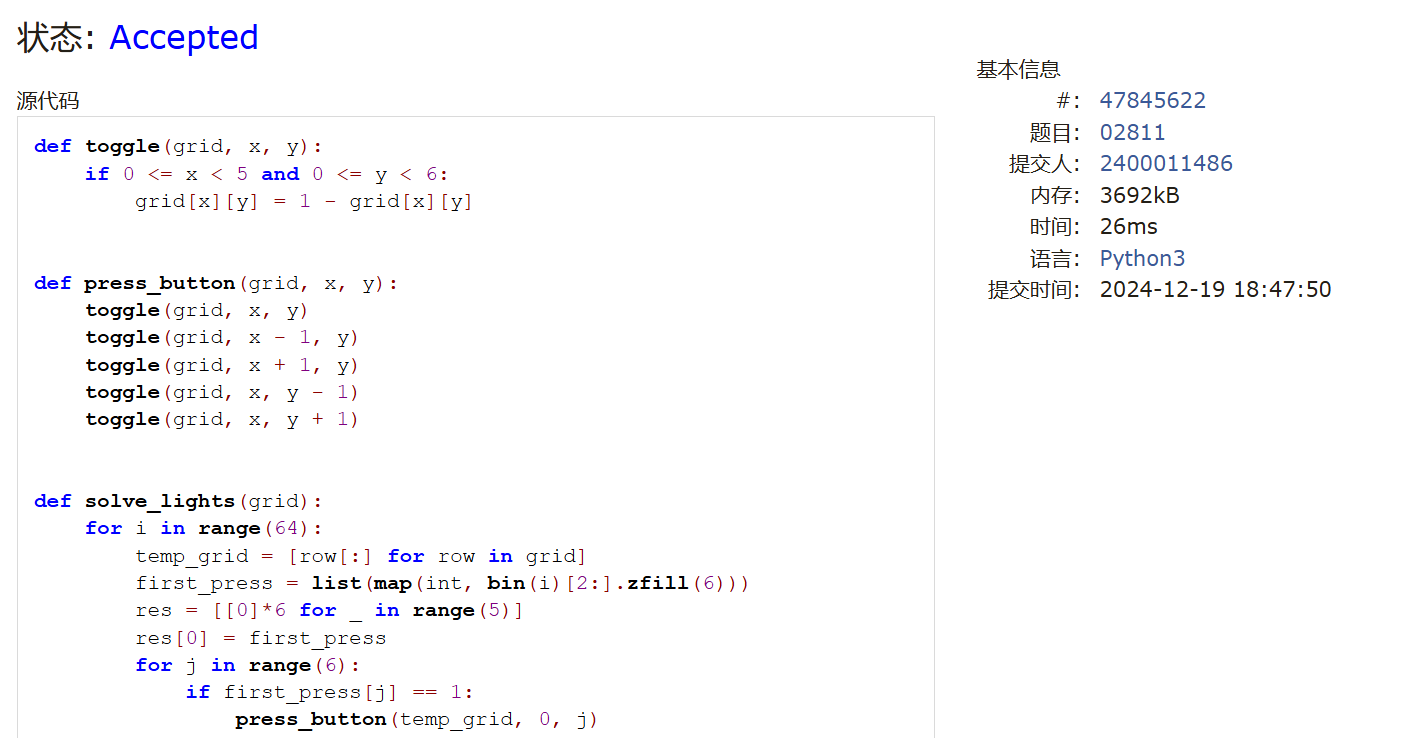 状态: Accepted
源代码
def toggle(grid, x, y):
    if 0 <= x < 5 and 0 <= y < 6:
        grid[x][y] = 1 - grid[x][y]
def press_button(grid, x, y):
    toggle(grid, x, y)
    toggle(grid, x - 1, y)
    toggle(grid, x + 1, y)
    toggle(grid, x, y - 1)
    toggle(grid, x, y + 1)
def solve_lights(grid):
    for i in range(64):
        temp_grid = [row[:] for row in grid]
        first_press = list(map(int, bin(i)[2:].zfill(6)))
        res = [[0]*6 for _ in range(5)]
        res[0] = first_press
        for j in range(6):
            if first_press[j] == 1:
                press_button(temp_grid, 0, j)
基本信息
#: 47845622
题目: 02811
提交人: 2400011486
内存: 3692kB
时间: 26ms
语言: Python3
提交时间: 2024-12-19 18:47:50